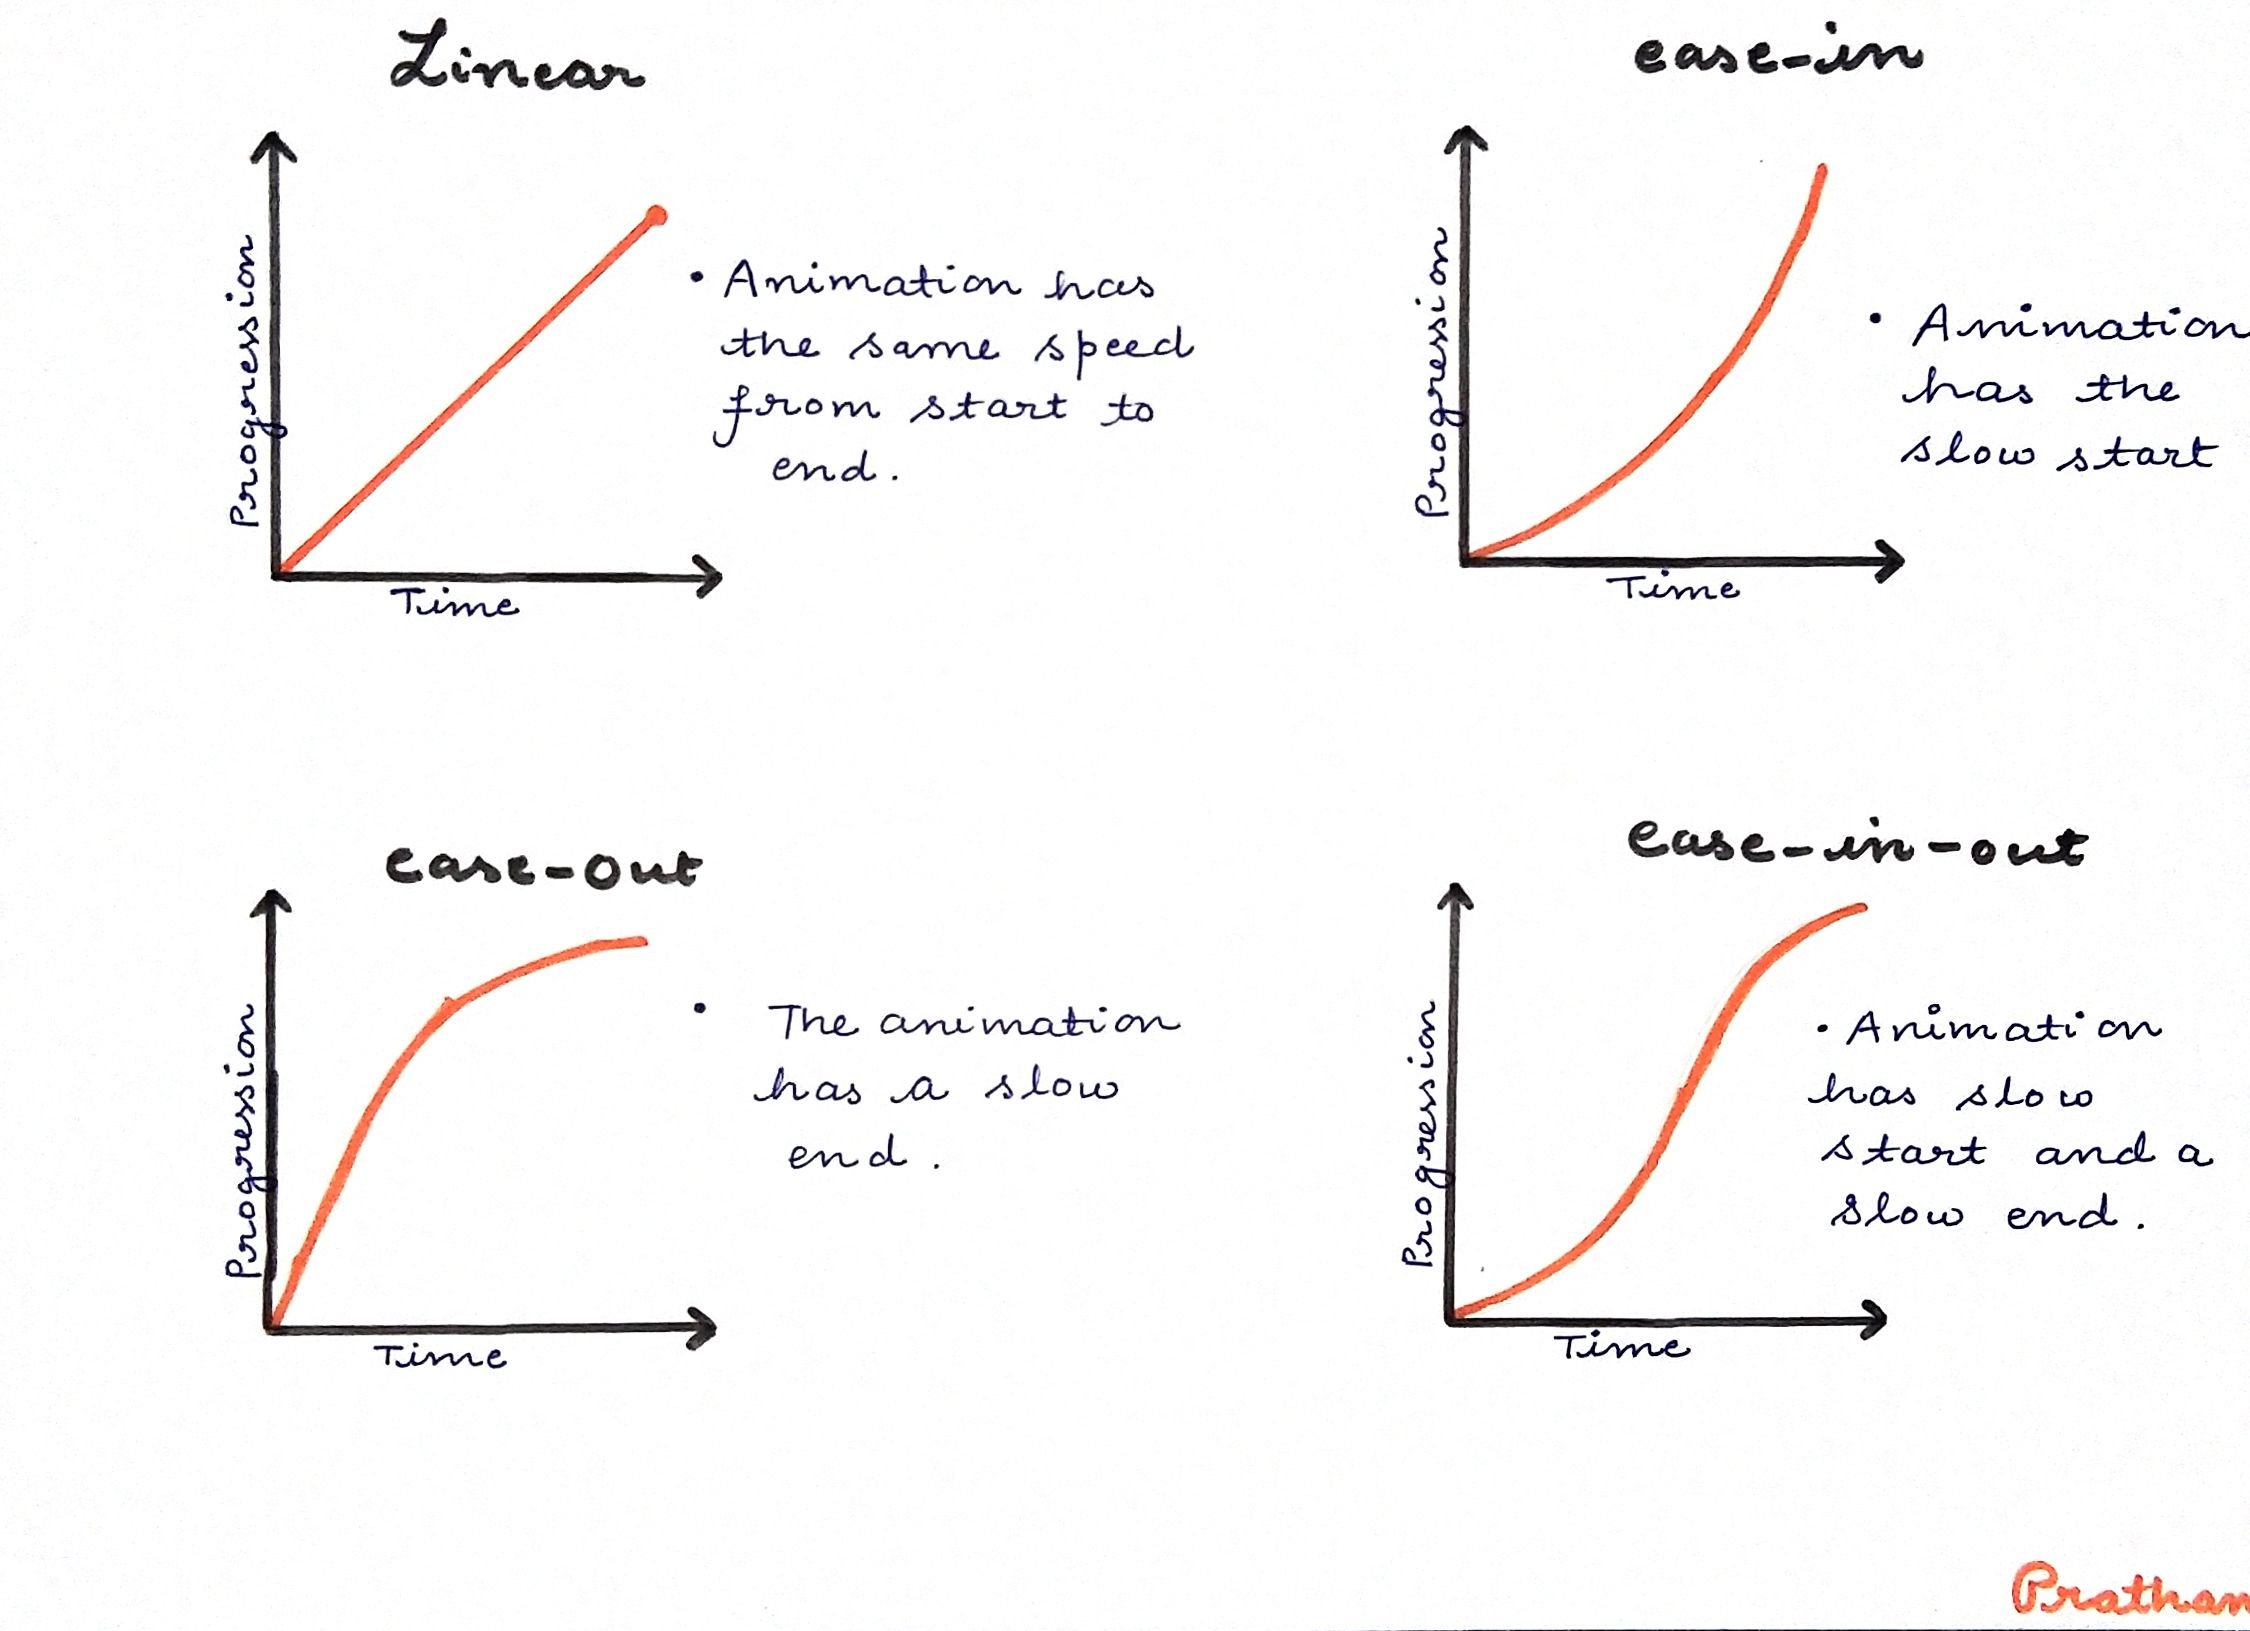 Linear
Progression
Time
• Animation has
the same speed
from start to
end.
ease-in
Progression
Time
• Animation
has the
slow start
ease-out
Progression
Time
• The animation
has a slow
end.
ease-in-out
Progression
Time
• Animation
has slow
start and a
slow end.
Pratham